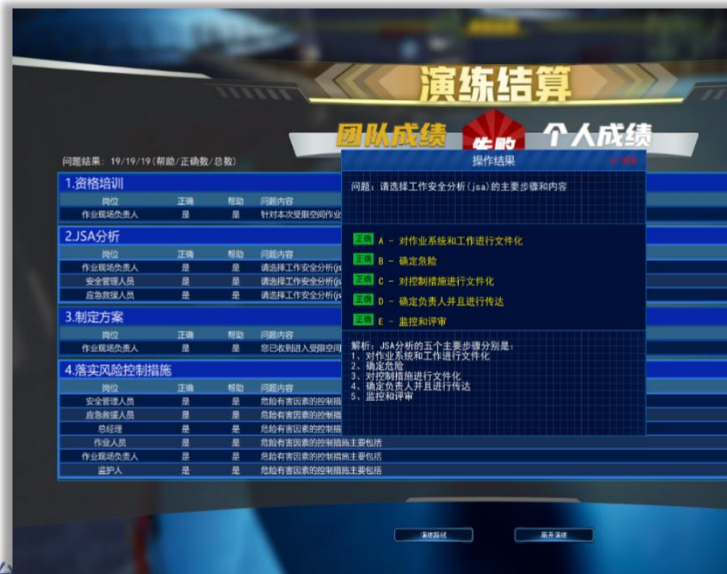 演练结算
团队成绩 失败 个人成绩
问题结果: 19/19/19(帮助/正确数/总数)
操作结果
问题: 请选择工作安全分析(jsa)的主要步骤和内容
正确 A - 对作业系统和工作进行文件化
正确 B - 确定危险
正确 C - 对控制措施进行文件化
正确 D - 确定负责人并且进行传达
正确 E - 监控和评审
解析: JSA分析的五个主要步骤分别是:
1、对作业系统和工作进行文件化
2、确定危险
3、对控制措施进行文件化
4、确定负责人并且进行传达
5、监控和评审
1.资格培训
岗位 正确 帮助 问题内容
作业现场负责人 是 是 针对本次受限空间作业
2.JSA分析
岗位 正确 帮助 问题内容
作业现场负责人 是 是 请选择工作安全分析(js
安全管理人员 是 是 请选择工作安全分析(js
应急救援人员 是 是 请选择工作安全分析(js
3.制定方案
岗位 正确 帮助 问题内容
作业现场负责人 是 是 您已收到进入受限空间
4.落实风险控制措施
岗位 正确 帮助 问题内容
安全管理人员 是 是 危险有害因素的控制措
应急救援人员 是 是 危险有害因素的控制措
总经理 是 是 危险有害因素的控制措
作业人员 是 是 危险有害因素的控制措施主要包括
作业现场负责人 是 是 危险有害因素的控制措施主要包括
监护人 是 是 危险有害因素的控制措施主要包括
离开演练